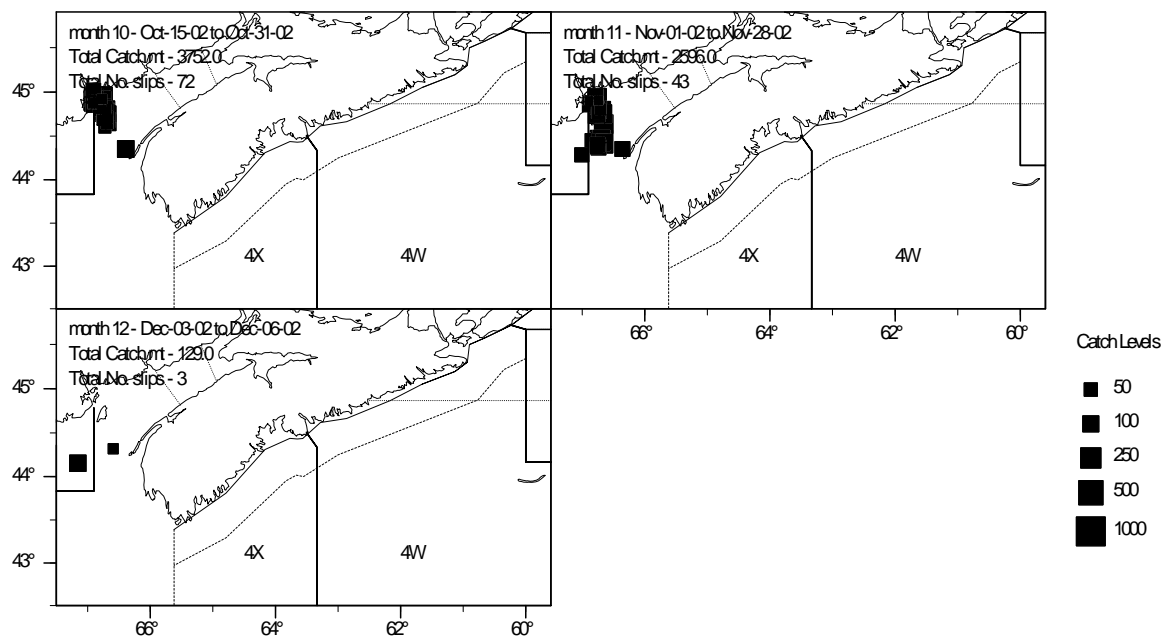 month 10 - Oct-15-02 to Oct-31-02
Total Catch/mt - 3752.0
Total No. slips - 72
month 11 - Nov-01-02 to Nov-28-02
Total Catch/mt - 2596.0
Total No. slips - 43
45°
44°
43°
4X
4W
4X
4W
66°
64°
62°
60°
month 12 - Dec-03-02 to Dec-06-02
Total Catch/mt - 129.0
Total No. slips - 3
45°
44°
43°
4X
4W
66°
64°
62°
60°
Catch Levels
50
100
250
500
1000